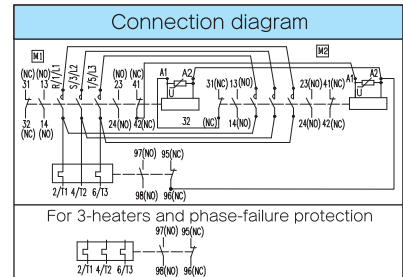 Connection diagram
M1
M2
(NC) (NO) R/1/L1 S/3/L2 T/5/L3 (NO) (NC) A1 A2 31(NC) 13(NO) 23(NO) 41(NC) A1 A2
31 13 23 41
U U
32 14 24(NO) 42(NC) 32 (NC) 14(NO) 24(NO) 42(NC)
(NC) (NO)
97(NO) 95(NC)
2/T1 4/T2 6/T3 98(NO) 96(NC)
For 3-heaters and phase-failure protection
97(NO) 95(NC)
2/T1 4/T2 6/T3 98(NO) 96(NC)